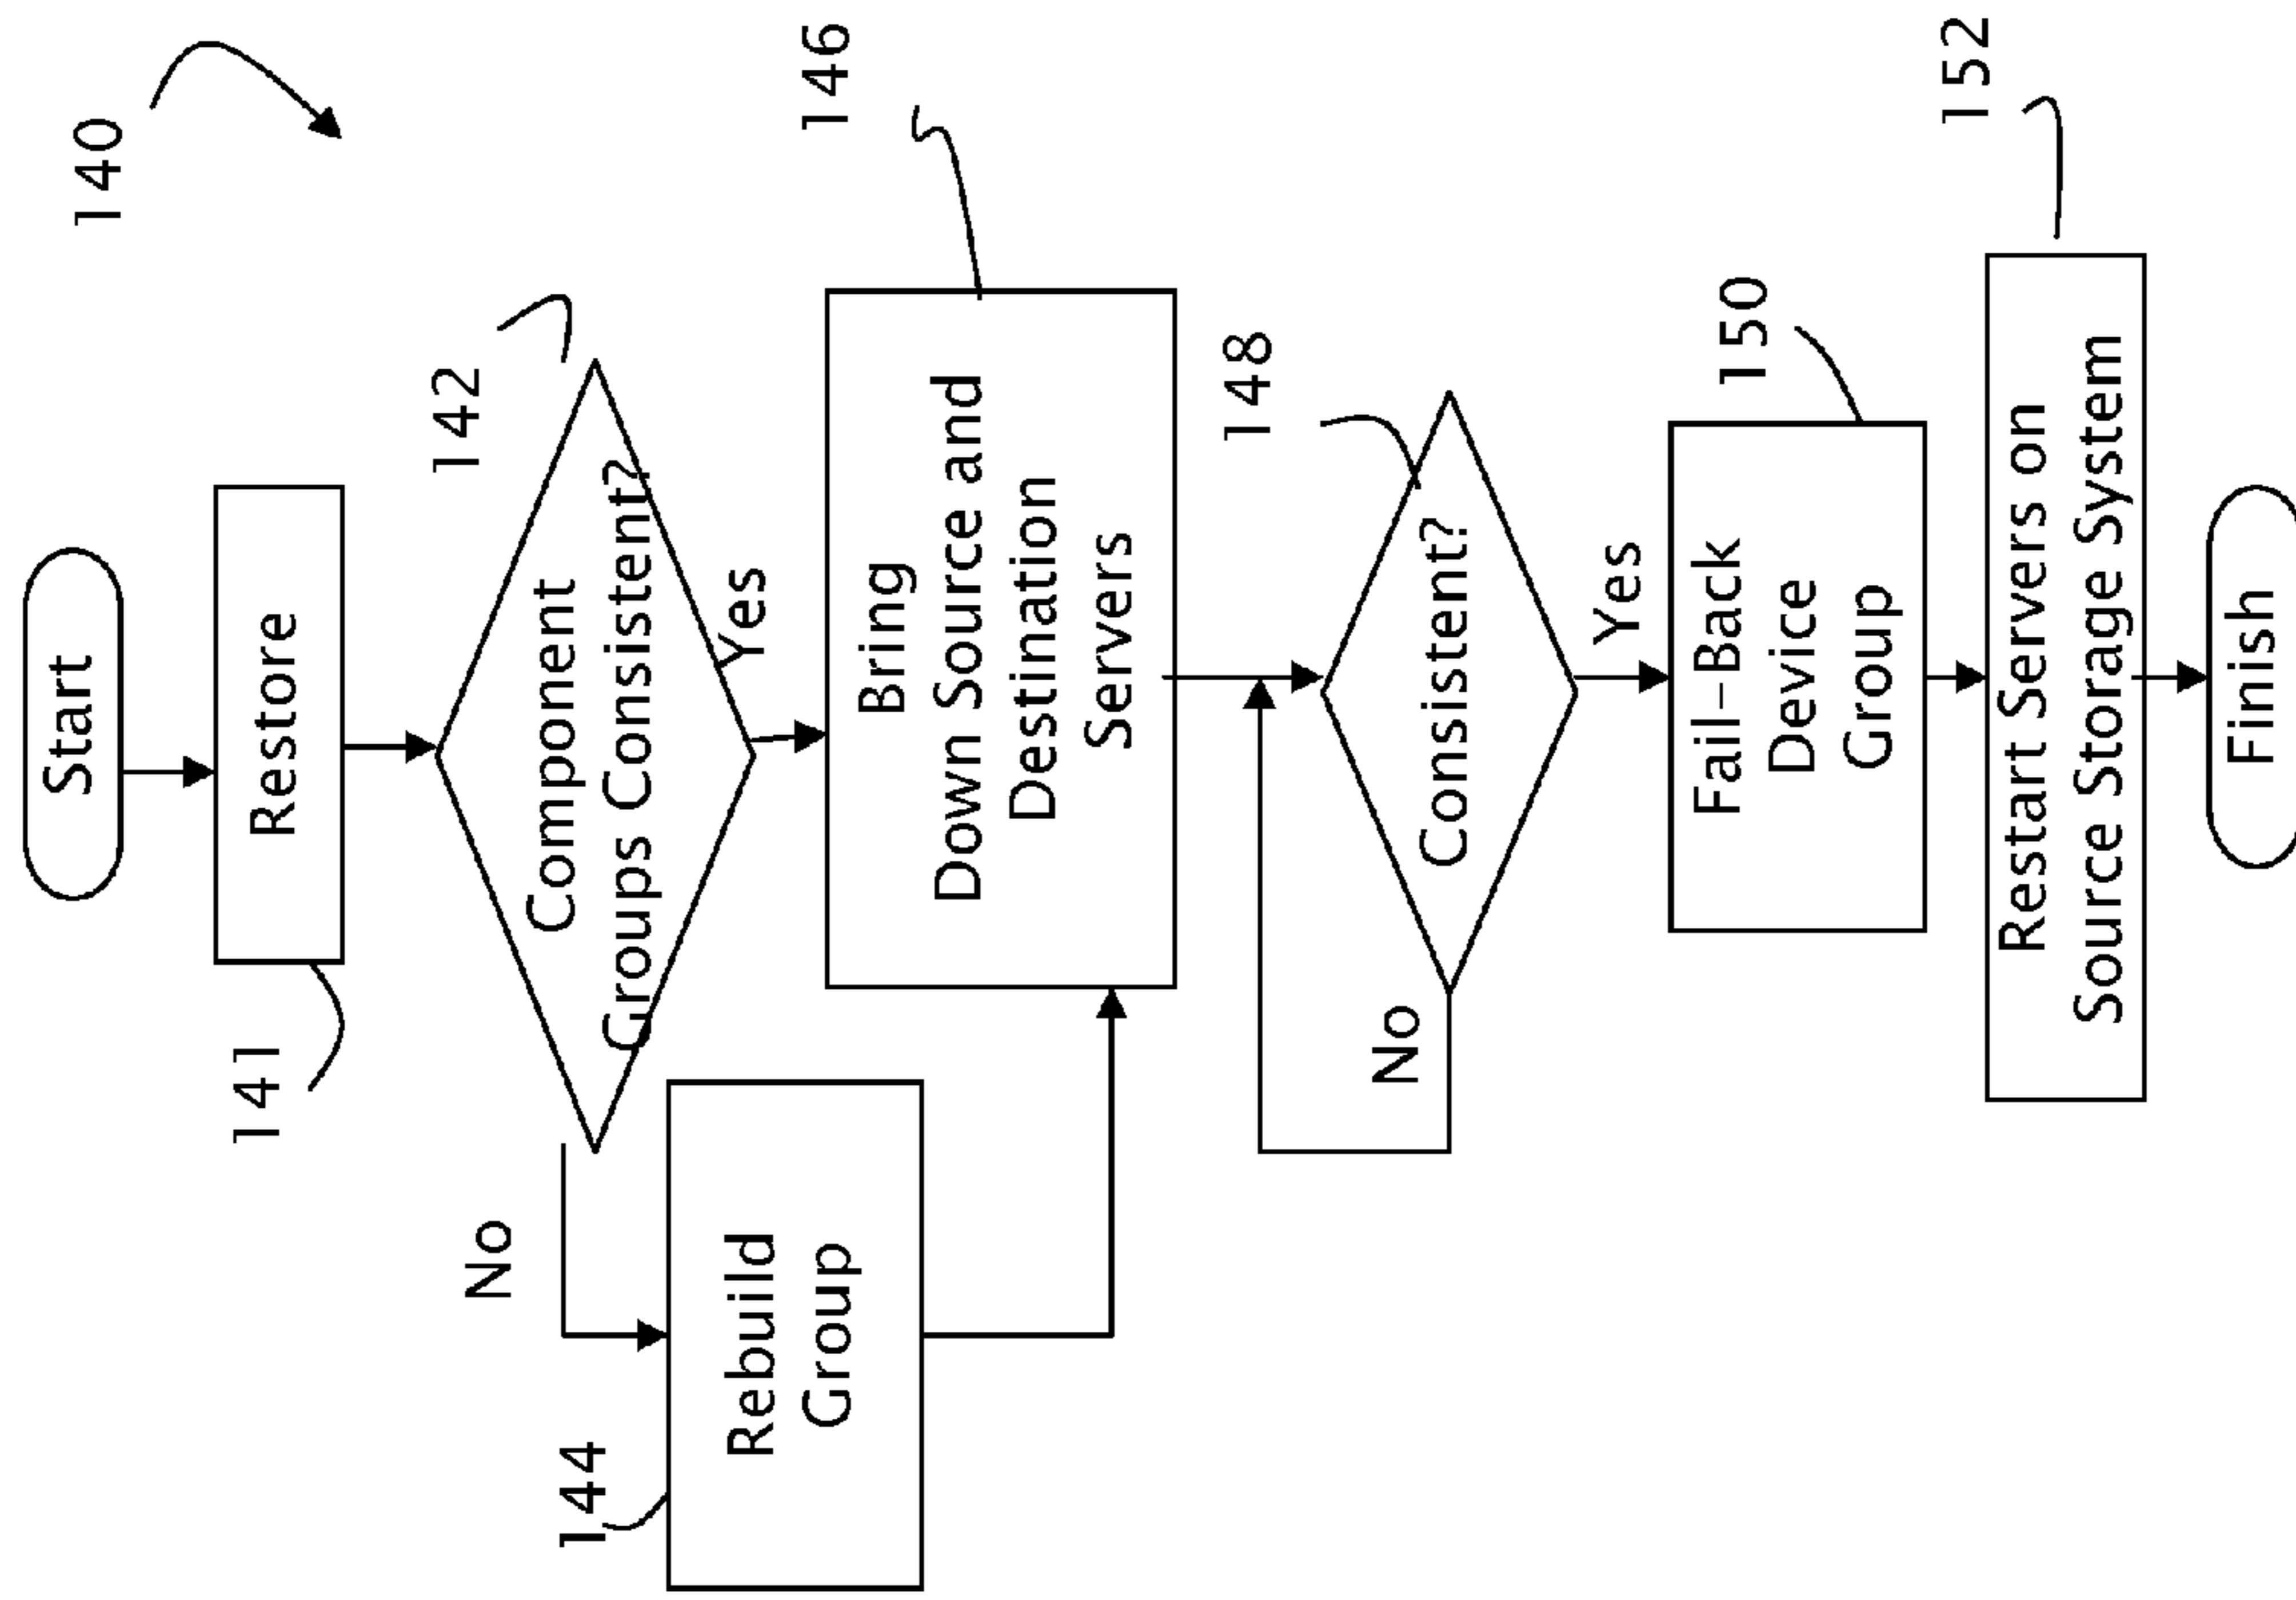 140
Start
Restore
141
142
Component
Groups Consistent?
No
Yes
144
Rebuild
Group
146
Bring
Down Source and
Destination
Servers
148
Consistent?
No
Yes
150
Fail-Back
Device
Group
152
Restart Servers on
Source Storage System
Finish